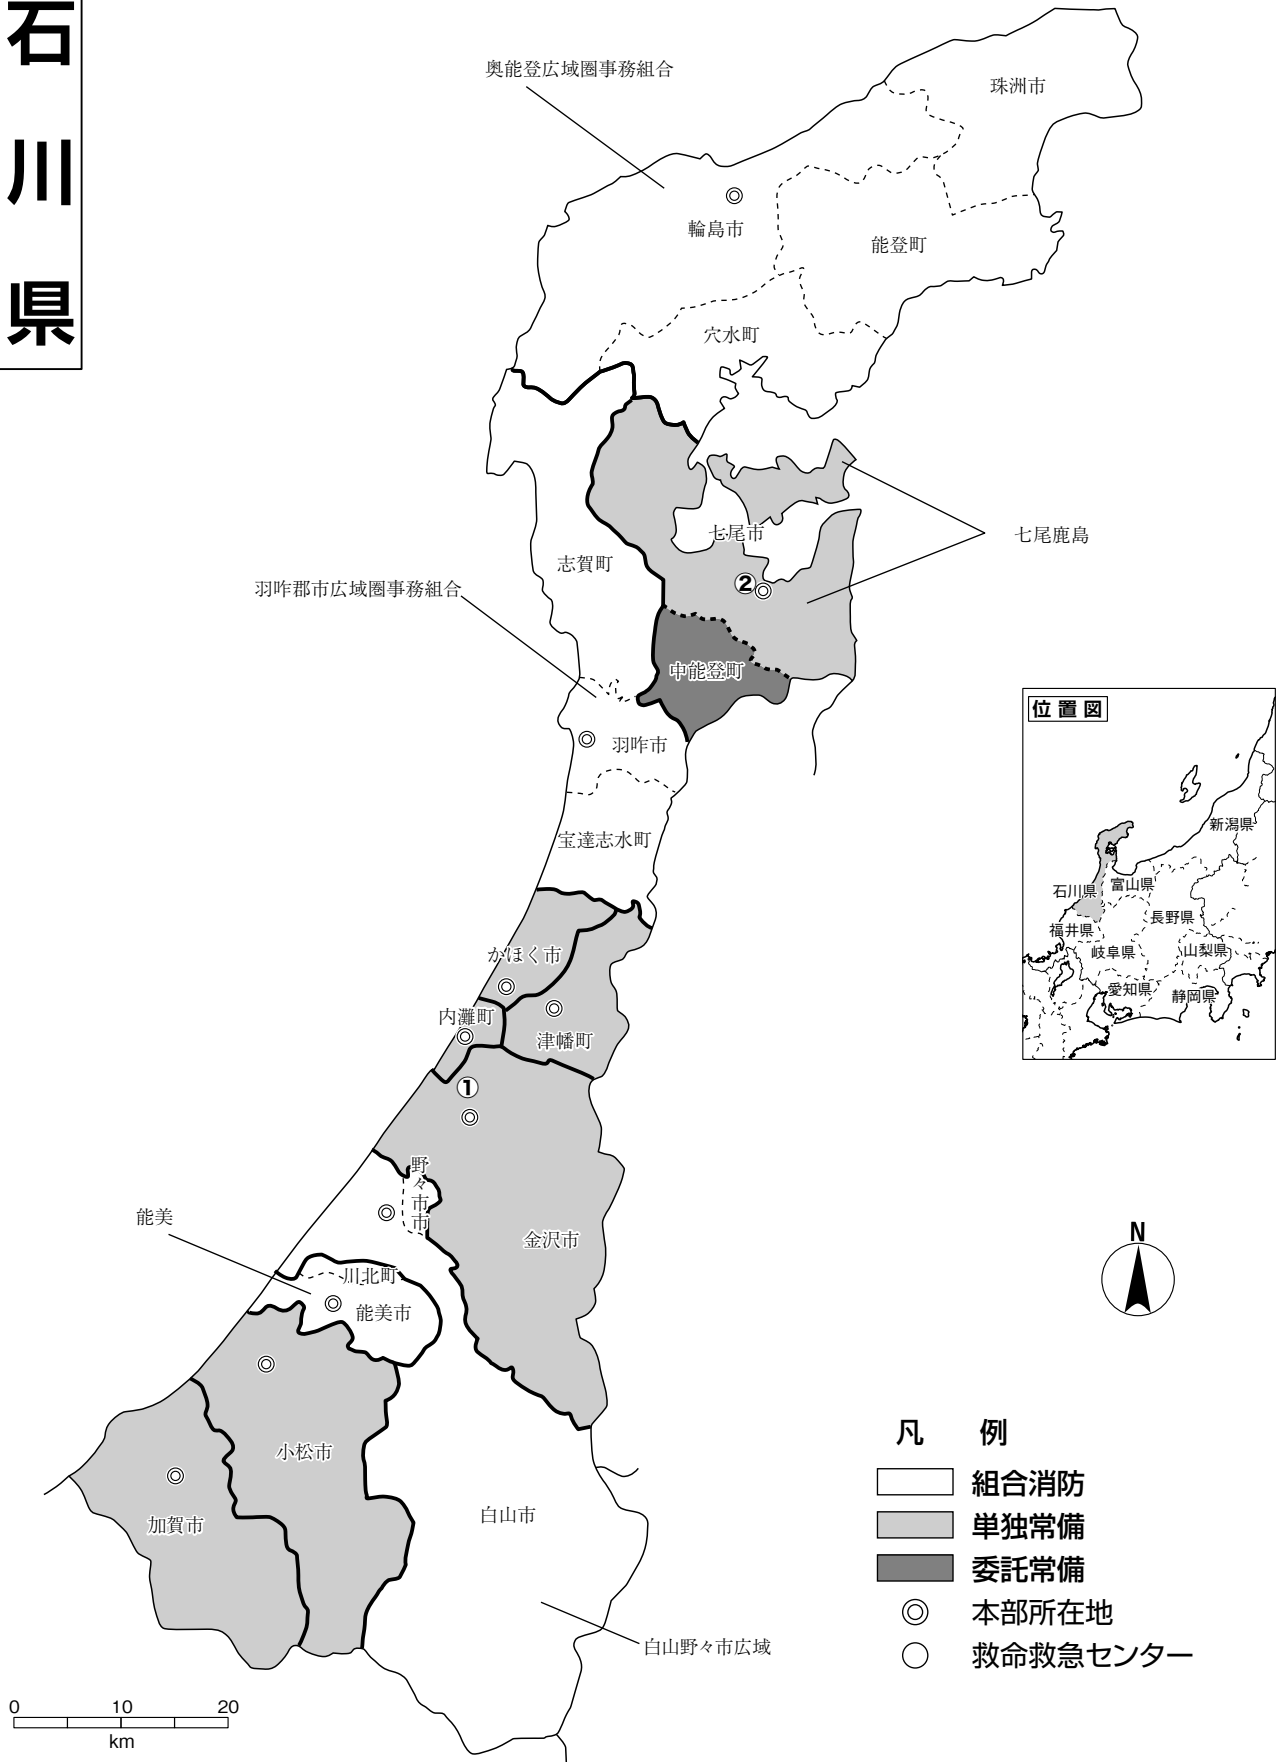 石川県
奥能登広域圏事務組合
珠洲市
輪島市
能登町
穴水町
七尾市
七尾鹿島
志賀町
羽咋郡市広域圏事務組合
②
中能登町
羽咋市
宝達志水町
かほく市
内灘町
津幡町
①
野々市市
金沢市
能美
川北町
能美市
小松市
加賀市
白山市
白山野々市広域
位置図
新潟県
石川県
富山県
福井県
長野県
岐阜県
山梨県
愛知県
静岡県
N
凡 例
組合消防
単独常備
委託常備
本部所在地
救命救急センター
0 10 20
km